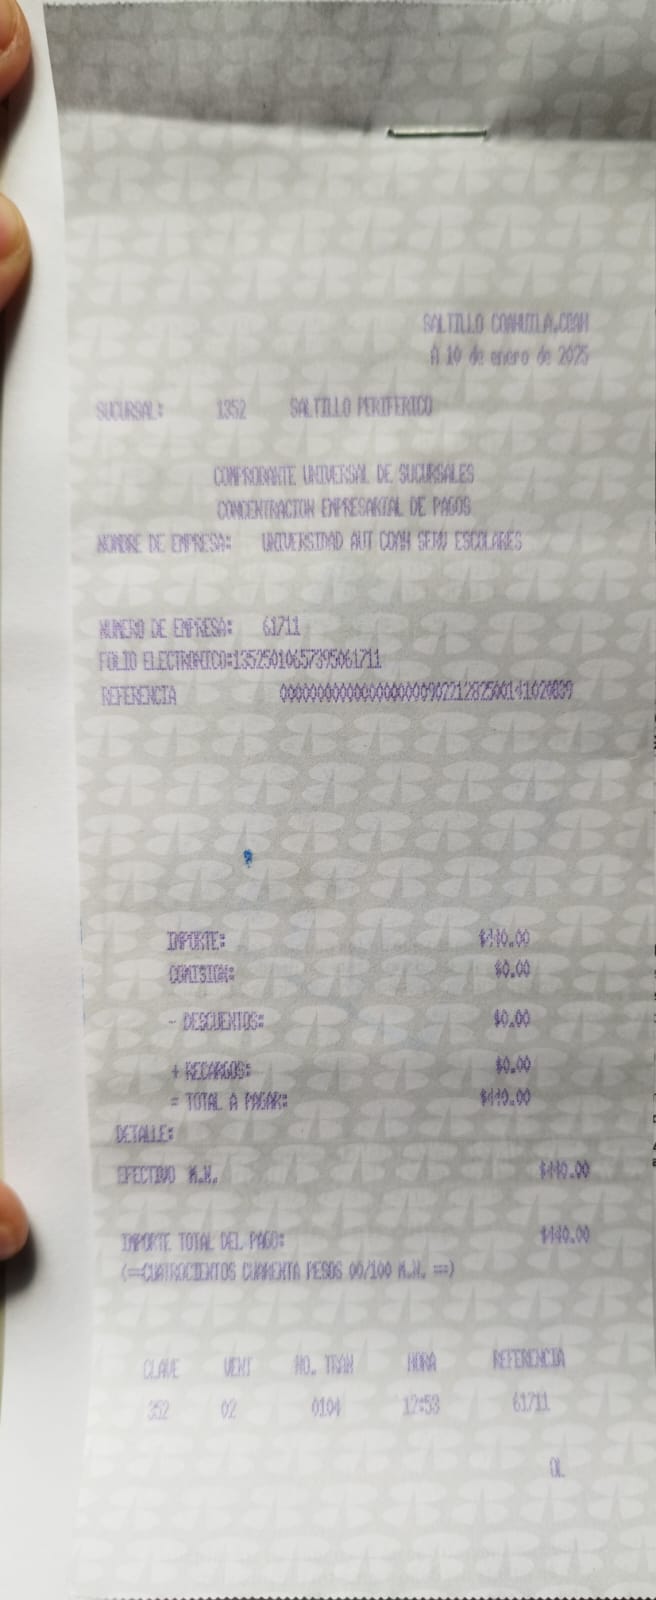 SALTILLO COAHUILA.COAH
A 10 de enero de 2025
SUCURSAL: 1352 SALTILLO PERIFERICO
COMPROBANTE UNIVERSAL DE SUCURSALES
CONCENTRACION EMPRESARIAL DE PAGOS
NOMBRE DE EMPRESA: UNIVERSIDAD AUT COAH SERV ESCOLARES
NUMERO DE EMPRESA: 61711
FOLIO ELECTRONICO:13525010657395061711
REFERENCIA
IMPORTE: $440.00
COMISION: $0.00
- DESCUENTOS: $0.00
+ RECARGOS: $0.00
= TOTAL A PAGAR: $440.00
DETALLE:
EFECTIVO M.N. $440.00
IMPORTE TOTAL DEL PAGO: $440.00
(==CUATROCIENTOS CUARENTA PESOS 00/100 M.N. ==)
CLAVE VENT NO. TRAN HORA REFERENCIA
352 02 0104 12:53 61711